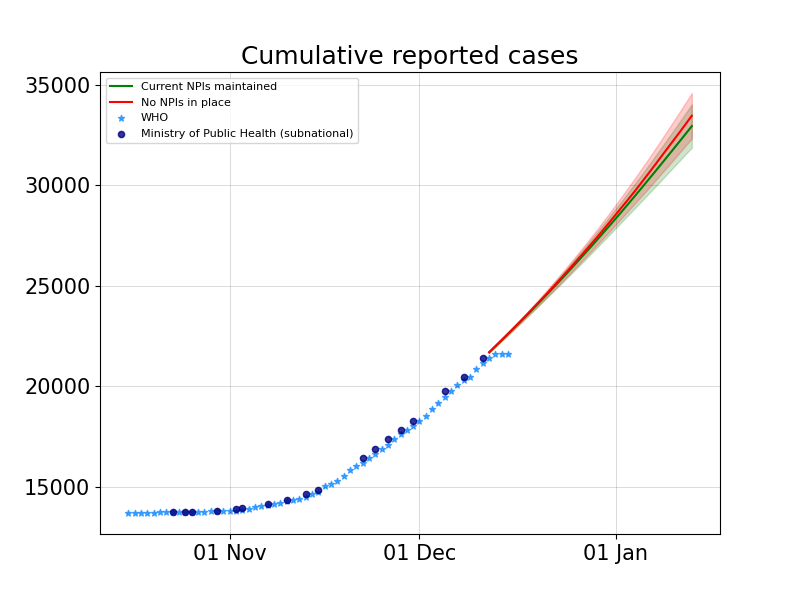 Cumulative reported cases
35000
30000
25000
20000
15000
Current NPIs maintained
No NPIs in place
WHO
Ministry of Public Health (subnational)
01 Nov
01 Dec
01 Jan